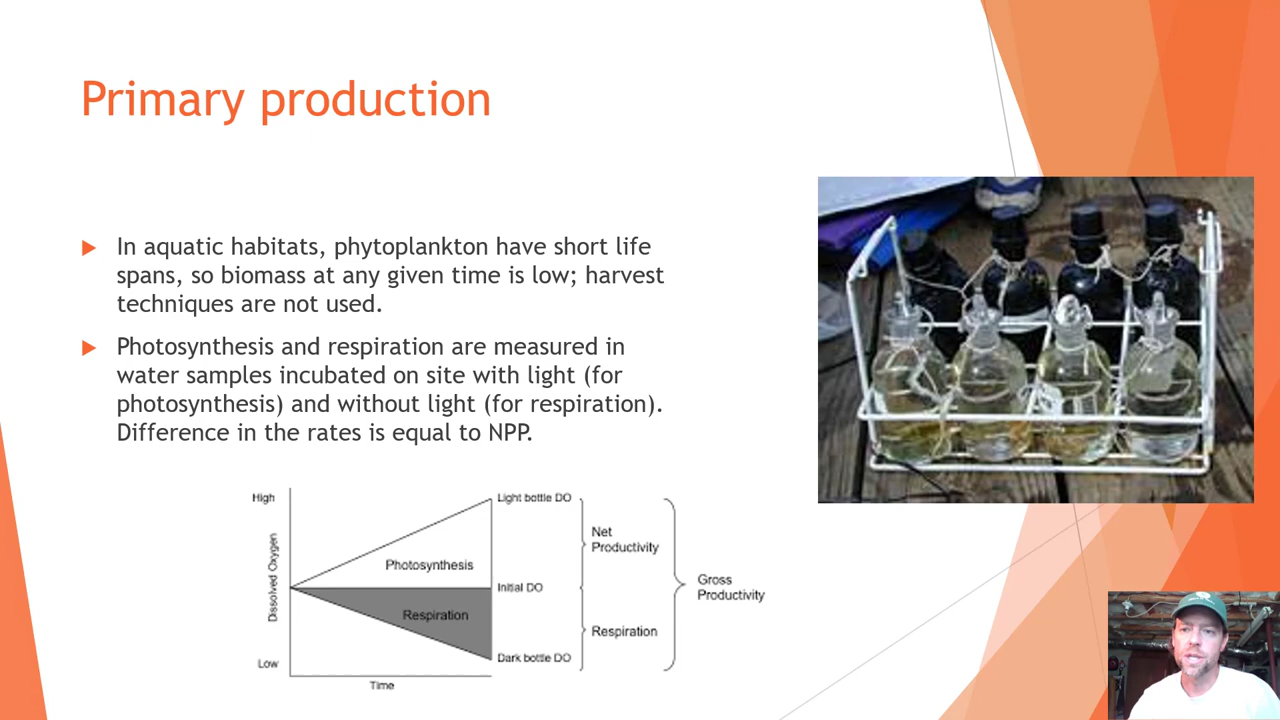 Primary production
In aquatic habitats, phytoplankton have short life
spans, so biomass at any given time is low; harvest
techniques are not used.
Photosynthesis and respiration are measured in
water samples incubated on site with light (for
photosynthesis) and without light (for respiration).
Difference in the rates is equal to NPP.
High
Dissolved Oxygen
Low
Time
Photosynthesis
Respiration
Light bottle DO
Initial DO
Dark bottle DO
Net
Productivity
Respiration
Gross
Productivity